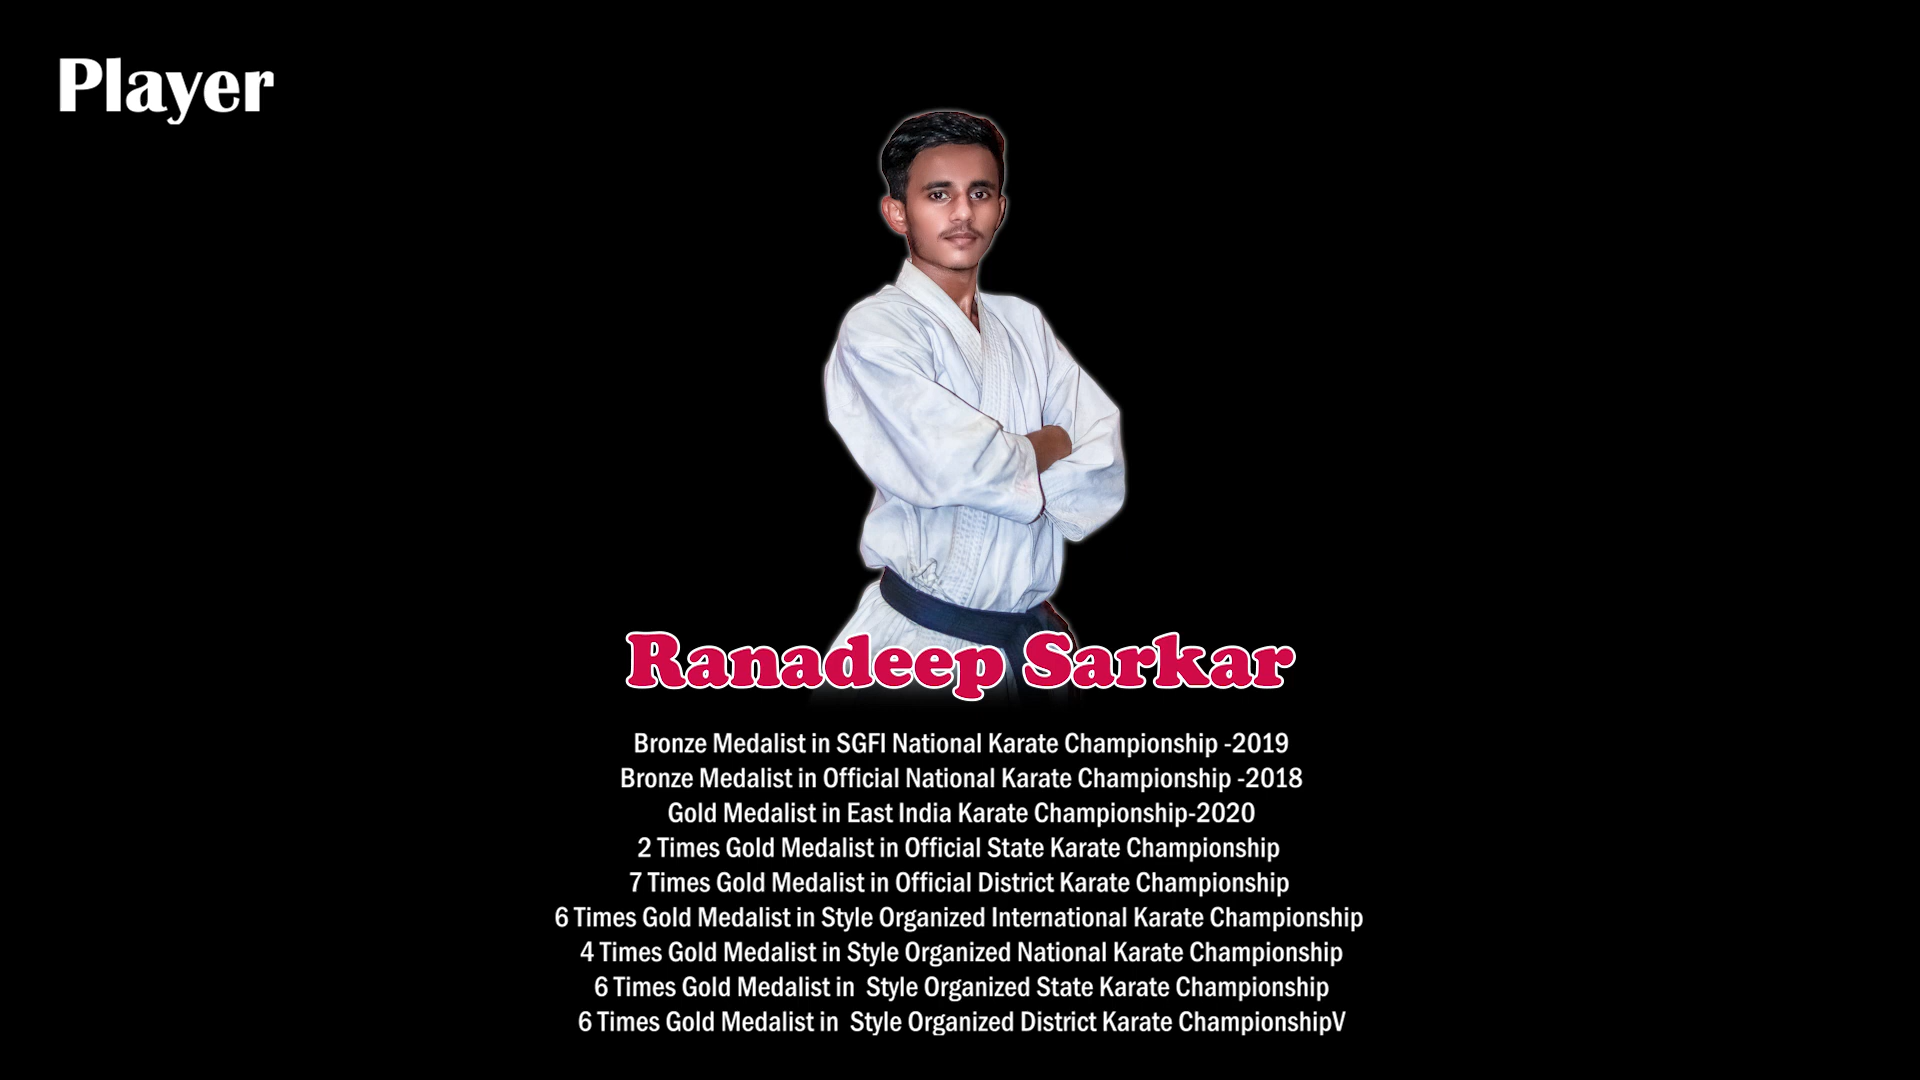 Player
Ranadeep Sarkar
Bronze Medalist in SGFI National Karate Championship -2019
Bronze Medalist in Official National Karate Championship -2018
Gold Medalist in East India Karate Championship-2020
2 Times Gold Medalist in Official State Karate Championship
7 Times Gold Medalist in Official District Karate Championship
6 Times Gold Medalist in Style Organized International Karate Championship
4 Times Gold Medalist in Style Organized National Karate Championship
6 Times Gold Medalist in  Style Organized State Karate Championship
6 Times Gold Medalist in  Style Organized District Karate ChampionshipV